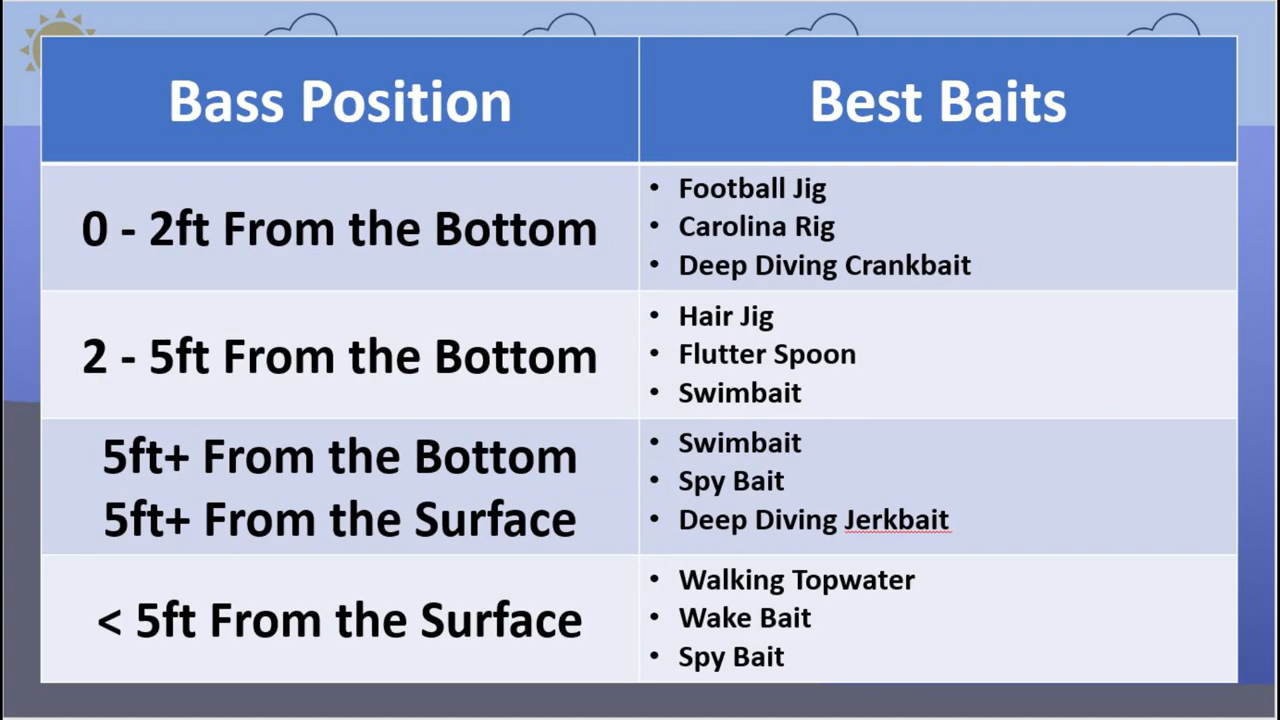 Bass Position
Best Baits
0 - 2ft From the Bottom
• Football Jig
• Carolina Rig
• Deep Diving Crankbait
2 - 5ft From the Bottom
• Hair Jig
• Flutter Spoon
• Swimbait
5ft+ From the Bottom
5ft+ From the Surface
• Swimbait
• Spy Bait
• Deep Diving Jerkbait
< 5ft From the Surface
• Walking Topwater
• Wake Bait
• Spy Bait